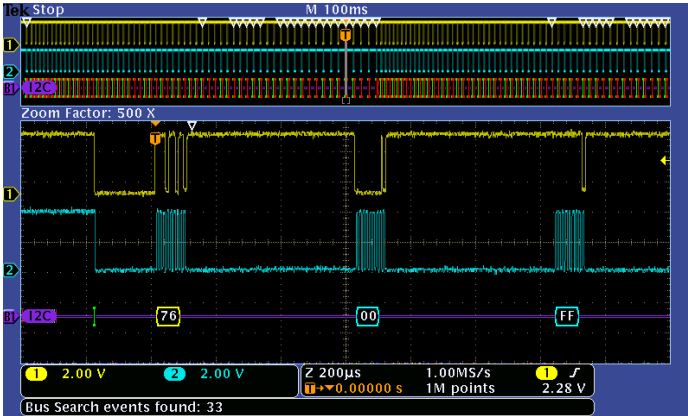 Tek Stop M 100ms
1
T
2
B1 I2C
Zoom Factor: 500 X
T
1
2
B1 I2C 76 00 FF
1 2.00 V 2 2.00 V Z 200µs 1.00MS/s 1
T→▼0.00000 s 1M points 2.28 V
Bus Search events found: 33